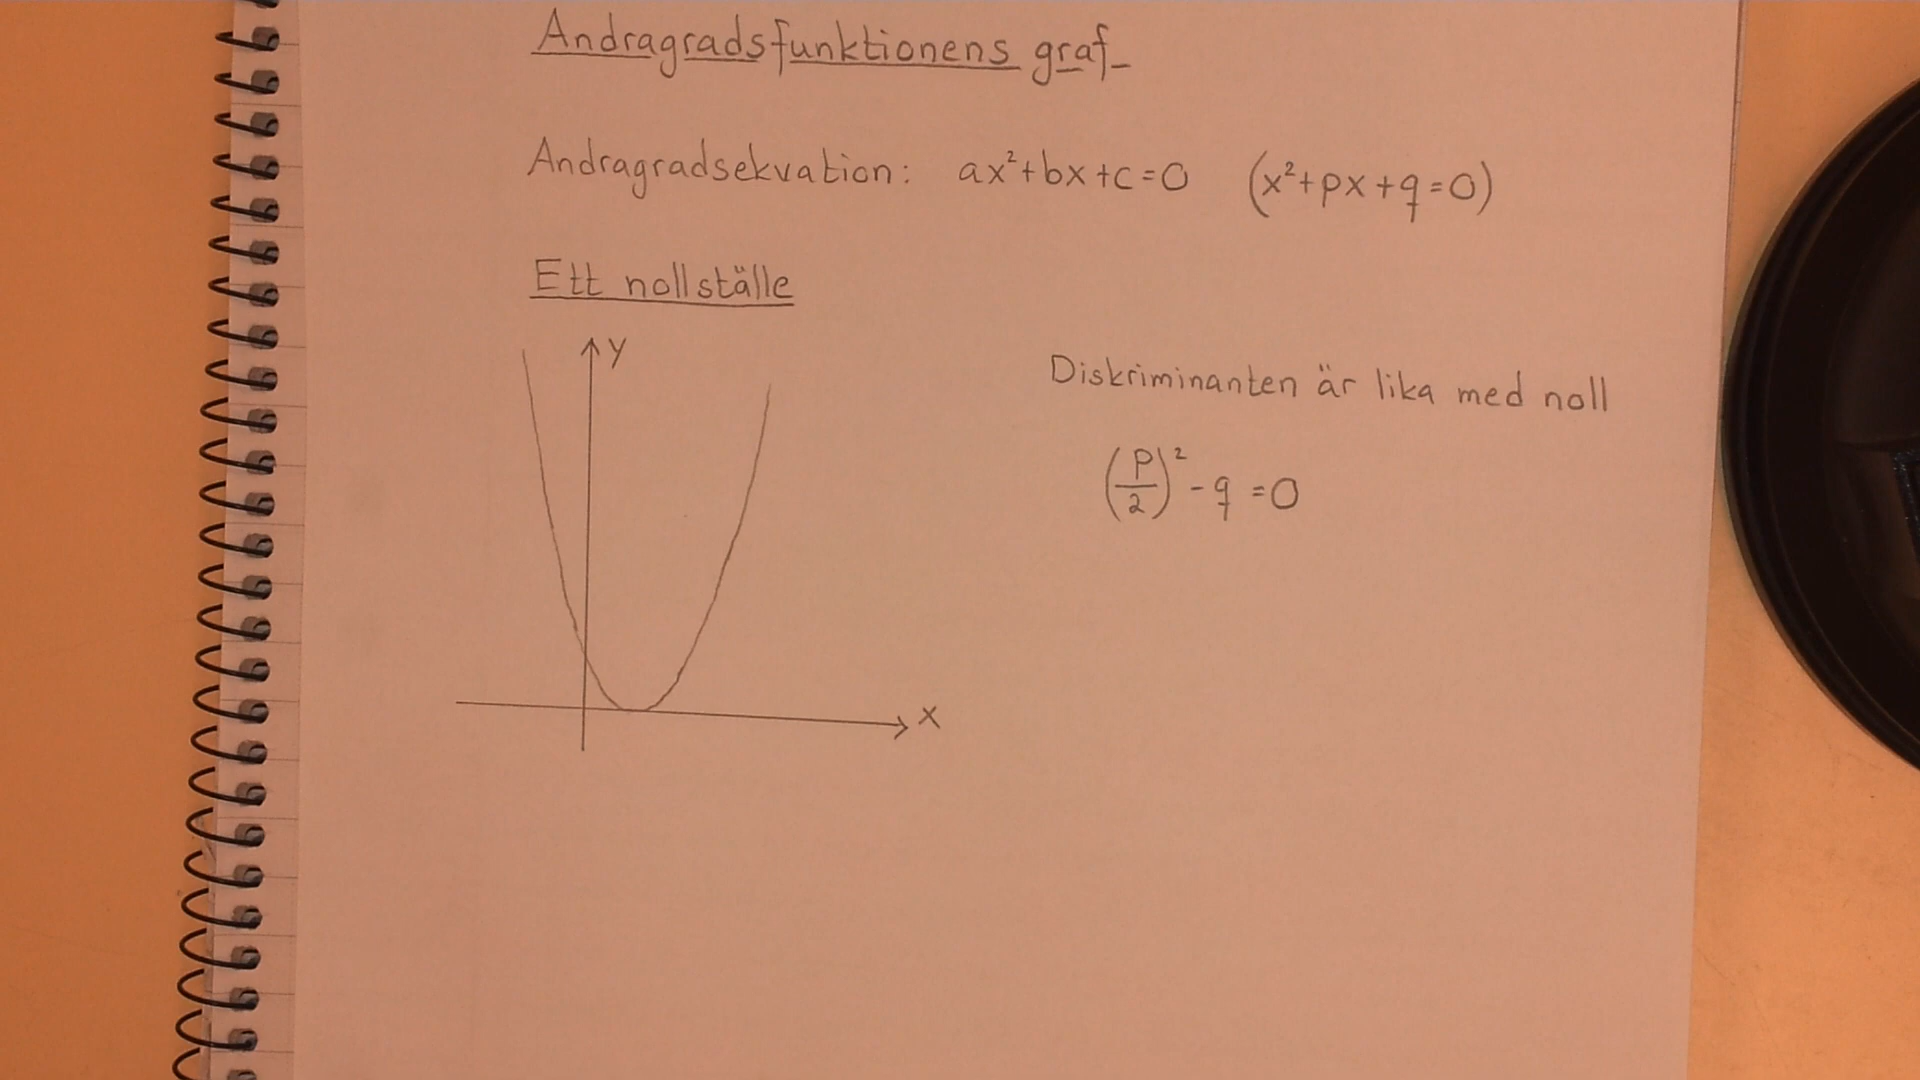 Andragradsfunktionens graf
Andragradsekvation: ax²+bx+c=0 (x²+px+q=0)
Ett nollställe
y
Diskriminanten är lika med noll
(p/2)²-q=0
x